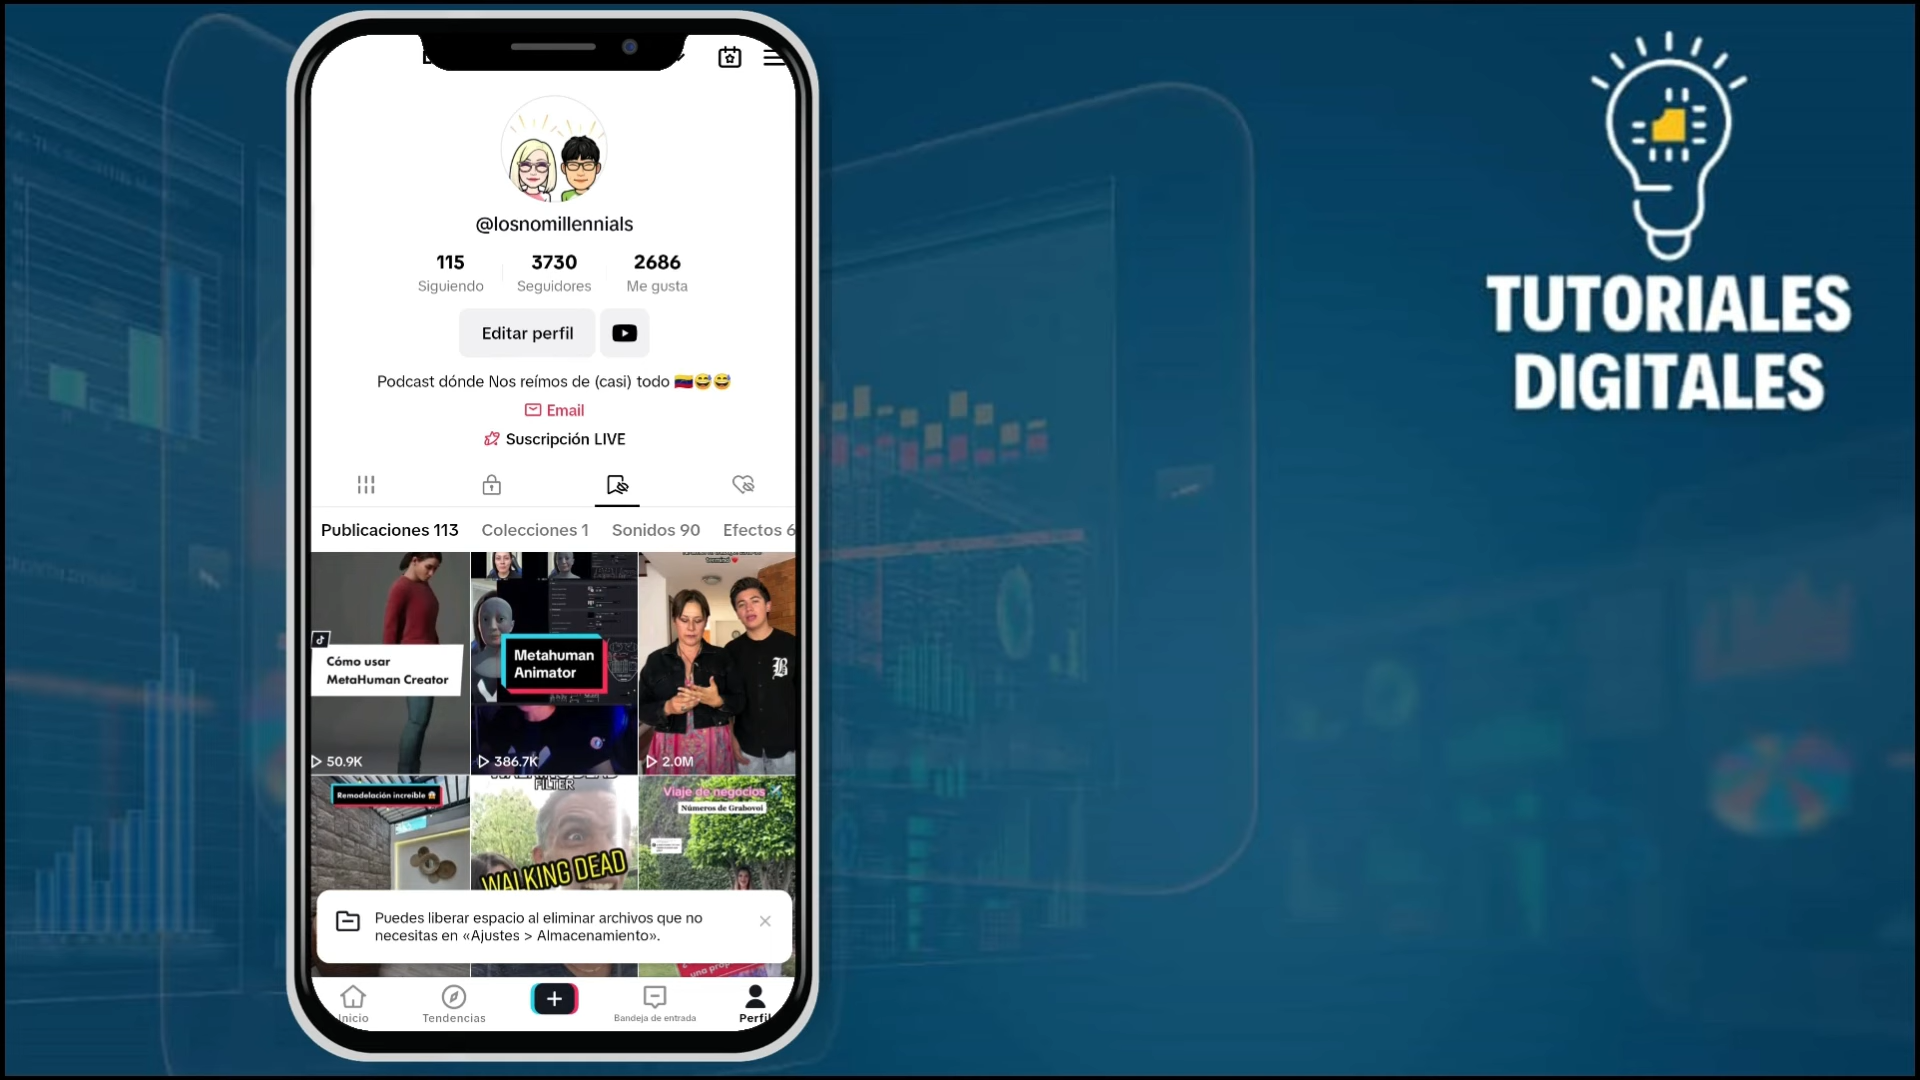 TUTORIALES
DIGITALES
@losnomillennials
115
3730
2686
Siguiendo
Seguidores
Me gusta
Editar perfil
Podcast dónde Nos reímos de (casi) todo 🇻🇪😅😅
Email
Suscripción LIVE
Publicaciones 113
Colecciones 1
Sonidos 90
Efectos 6
Cómo usar
MetaHuman Creator
50.9K
Metahuman
Animator
386.7K
B
2.0M
Remodelación increíble 😱
FILTER
WALKING DEAD
Viaje de negocios
Números de Grabovoi
Puedes liberar espacio al eliminar archivos que no
necesitas en «Ajustes > Almacenamiento».
Inicio
Tendencias
Bandeja de entrada
Perfil